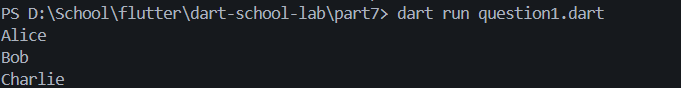 PS D:\School\flutter\dart-school-lab\part7> dart run question1.dart
Alice
Bob
Charlie